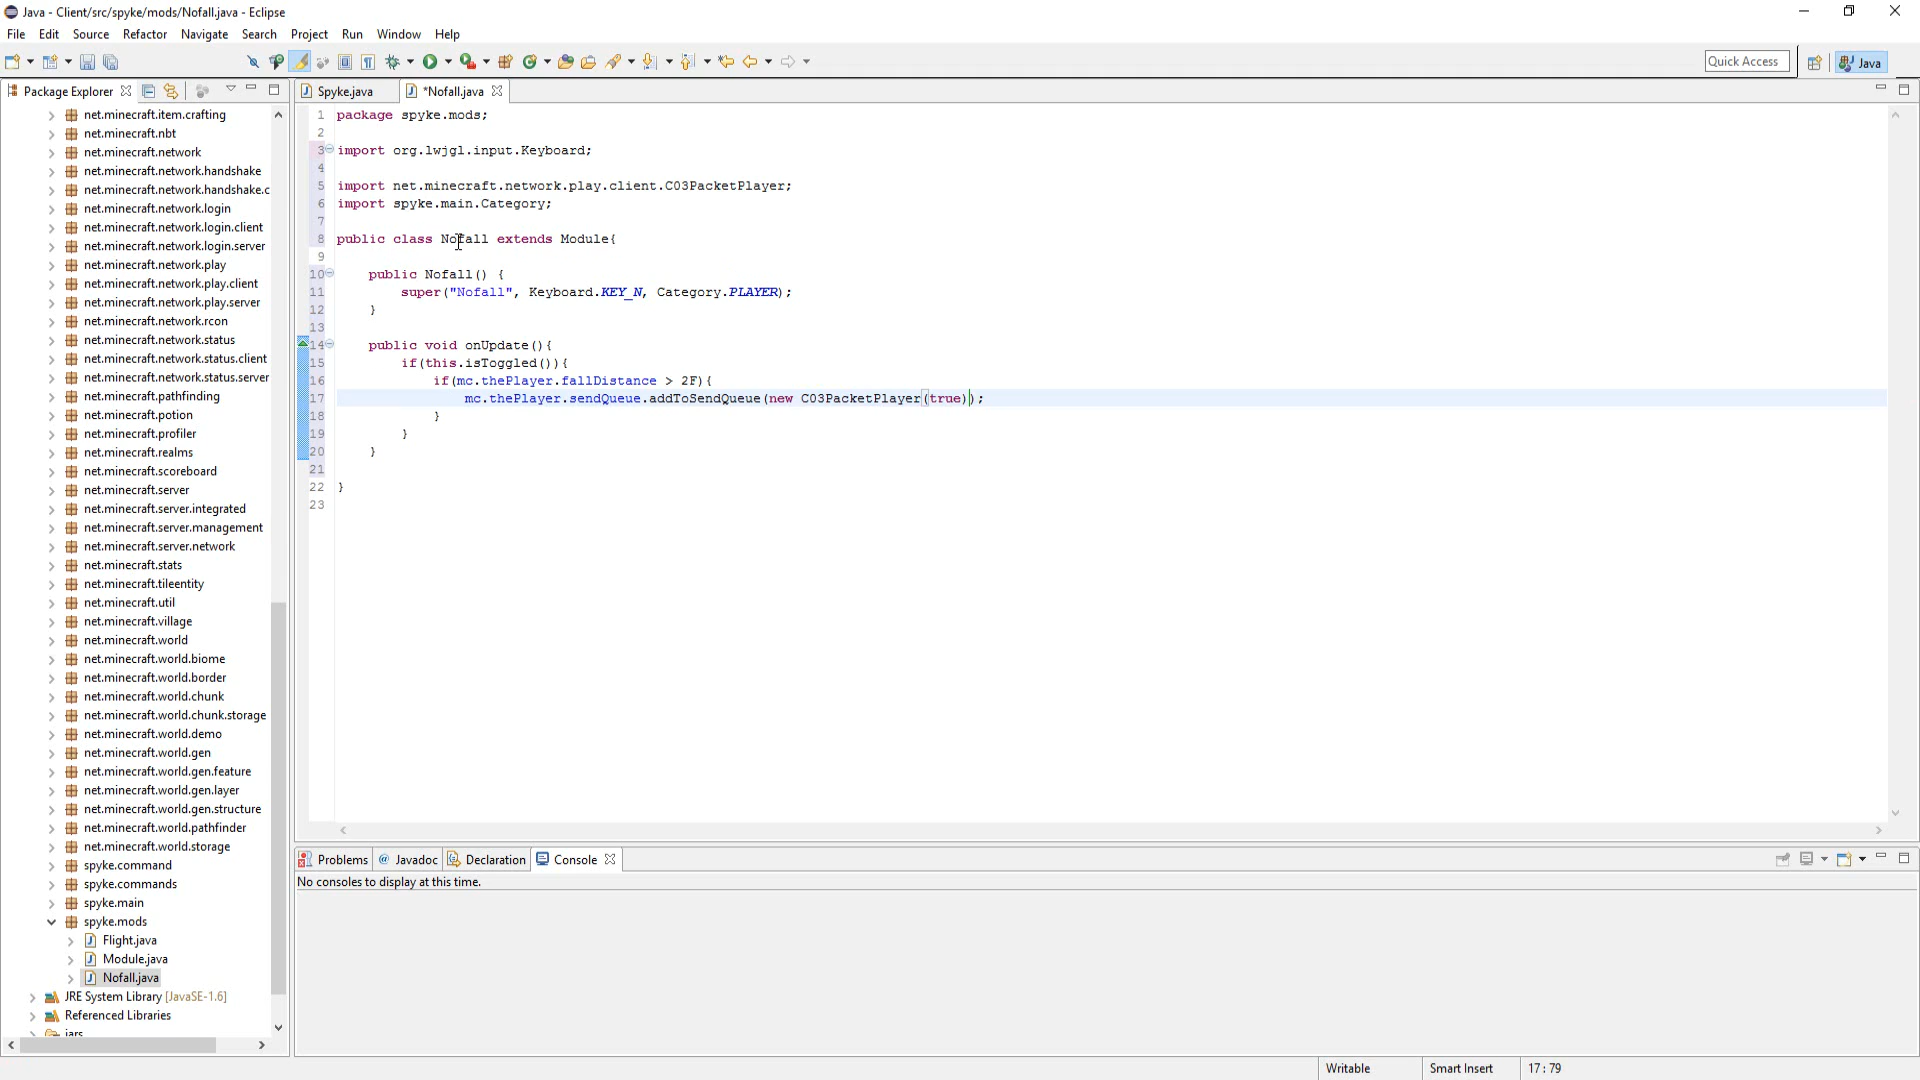 Java - Client/src/spyke/mods/Nofall.java - Eclipse
File Edit Source Refactor Navigate Search Project Run Window Help
Quick Access Java
Package Explorer
Spyke.java *Nofall.java
net.minecraft.item.crafting
net.minecraft.nbt
net.minecraft.network
net.minecraft.network.handshake
net.minecraft.network.handshake.c
net.minecraft.network.login
net.minecraft.network.login.client
net.minecraft.network.login.server
net.minecraft.network.play
net.minecraft.network.play.client
net.minecraft.network.play.server
net.minecraft.network.rcon
net.minecraft.network.status
net.minecraft.network.status.client
net.minecraft.network.status.server
net.minecraft.pathfinding
net.minecraft.potion
net.minecraft.profiler
net.minecraft.realms
net.minecraft.scoreboard
net.minecraft.server
net.minecraft.server.integrated
net.minecraft.server.management
net.minecraft.server.network
net.minecraft.stats
net.minecraft.tileentity
net.minecraft.util
net.minecraft.village
net.minecraft.world
net.minecraft.world.biome
net.minecraft.world.border
net.minecraft.world.chunk
net.minecraft.world.chunk.storage
net.minecraft.world.demo
net.minecraft.world.gen
net.minecraft.world.gen.feature
net.minecraft.world.gen.layer
net.minecraft.world.gen.structure
net.minecraft.world.pathfinder
net.minecraft.world.storage
spyke.command
spyke.commands
spyke.main
spyke.mods
Flight.java
Module.java
Nofall.java
JRE System Library [JavaSE-1.6]
Referenced Libraries
jars
1 package spyke.mods;
2
3 import org.lwjgl.input.Keyboard;
4
5 import net.minecraft.network.play.client.C03PacketPlayer;
6 import spyke.main.Category;
7
8 public class Nofall extends Module{
9
10 public Nofall() {
11 super("Nofall", Keyboard.KEY_N, Category.PLAYER);
12 }
13
14 public void onUpdate(){
15 if(this.isToggled()){
16 if(mc.thePlayer.fallDistance > 2F){
17 mc.thePlayer.sendQueue.addToSendQueue(new C03PacketPlayer(true));
18 }
19 }
20 }
21
22 }
23
Problems @ Javadoc Declaration Console
No consoles to display at this time.
Writable Smart Insert 17 : 79